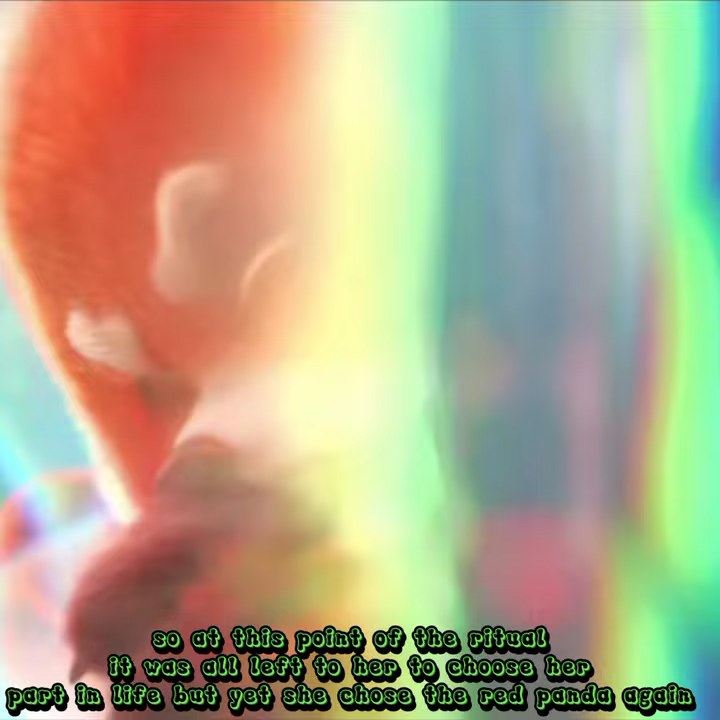 so at this point of the ritual
it was all left to her to choose her
part in life but yet she chose the red panda again